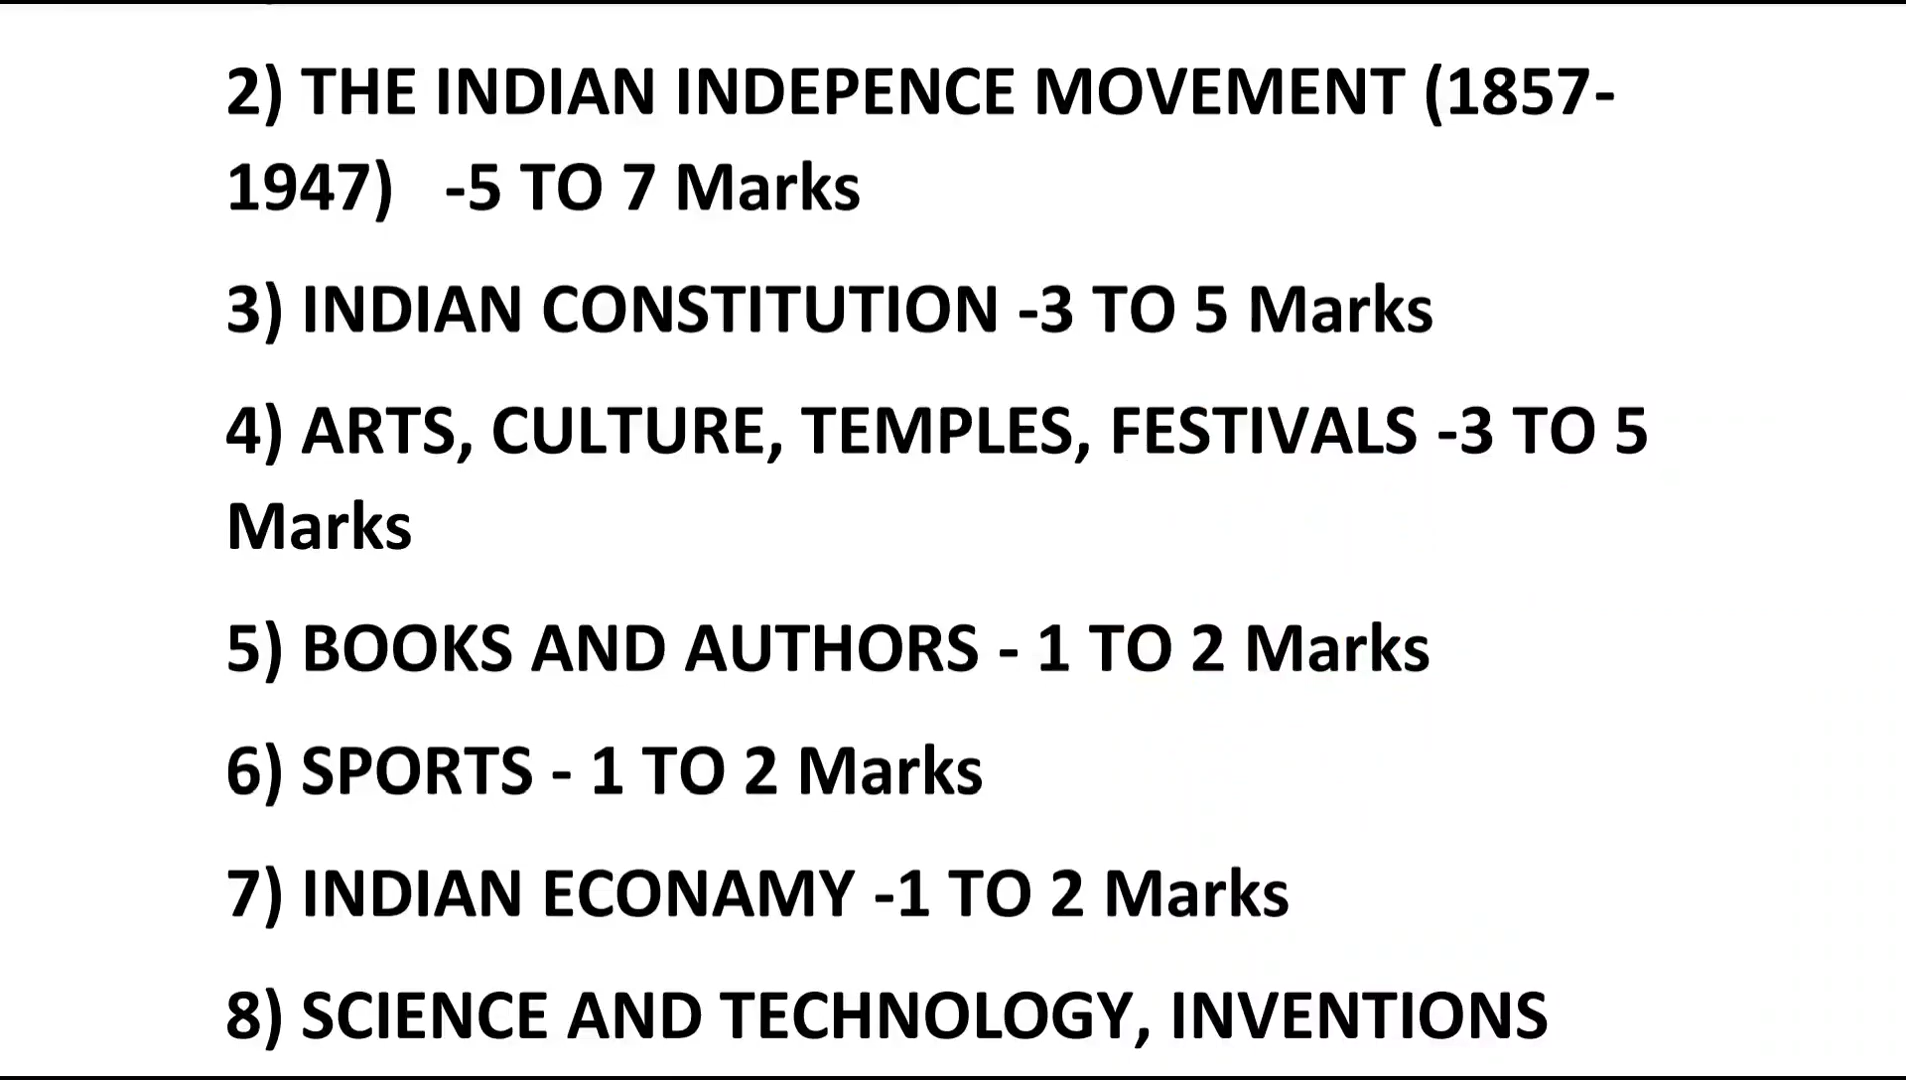 2) THE INDIAN INDEPENCE MOVEMENT (1857-
1947) -5 TO 7 Marks
3) INDIAN CONSTITUTION -3 TO 5 Marks
4) ARTS, CULTURE, TEMPLES, FESTIVALS -3 TO 5
Marks
5) BOOKS AND AUTHORS - 1 TO 2 Marks
6) SPORTS - 1 TO 2 Marks
7) INDIAN ECONAMY -1 TO 2 Marks
8) SCIENCE AND TECHNOLOGY, INVENTIONS